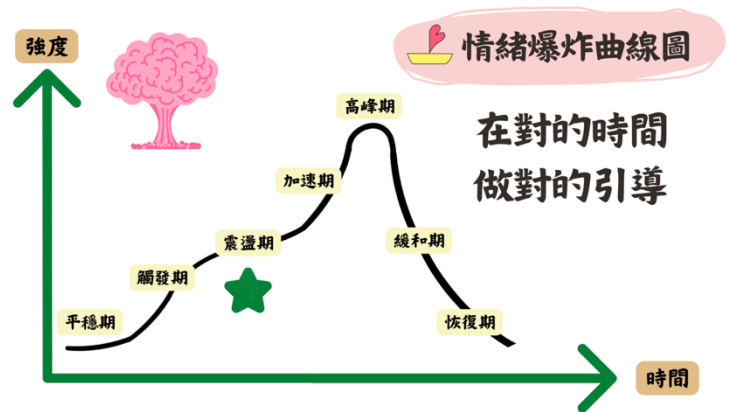 強度
情緒爆炸曲線圖
在對的時間
做對的引導
高峰期
加速期
震盪期
觸發期
平穩期
緩和期
恢復期
時間